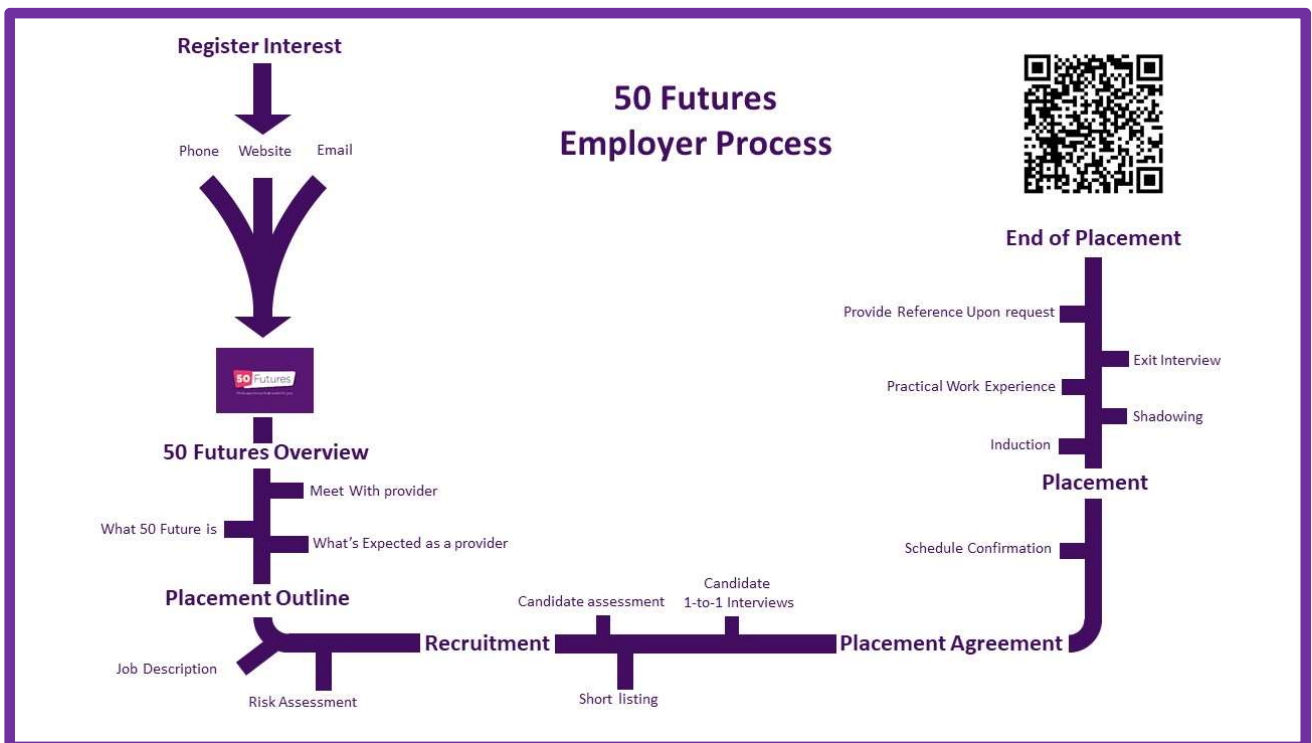 Register Interest
50 Futures
Employer Process
Phone Website Email
50 Futures
50 Futures Overview
Meet With provider
What 50 Future is
What's Expected as a provider
Placement Outline
Job Description
Risk Assessment
Recruitment
Candidate assessment
Short listing
Candidate
1-to-1 Interviews
Placement Agreement
Schedule Confirmation
Placement
Induction
Shadowing
Practical Work Experience
Exit Interview
Provide Reference Upon request
End of Placement